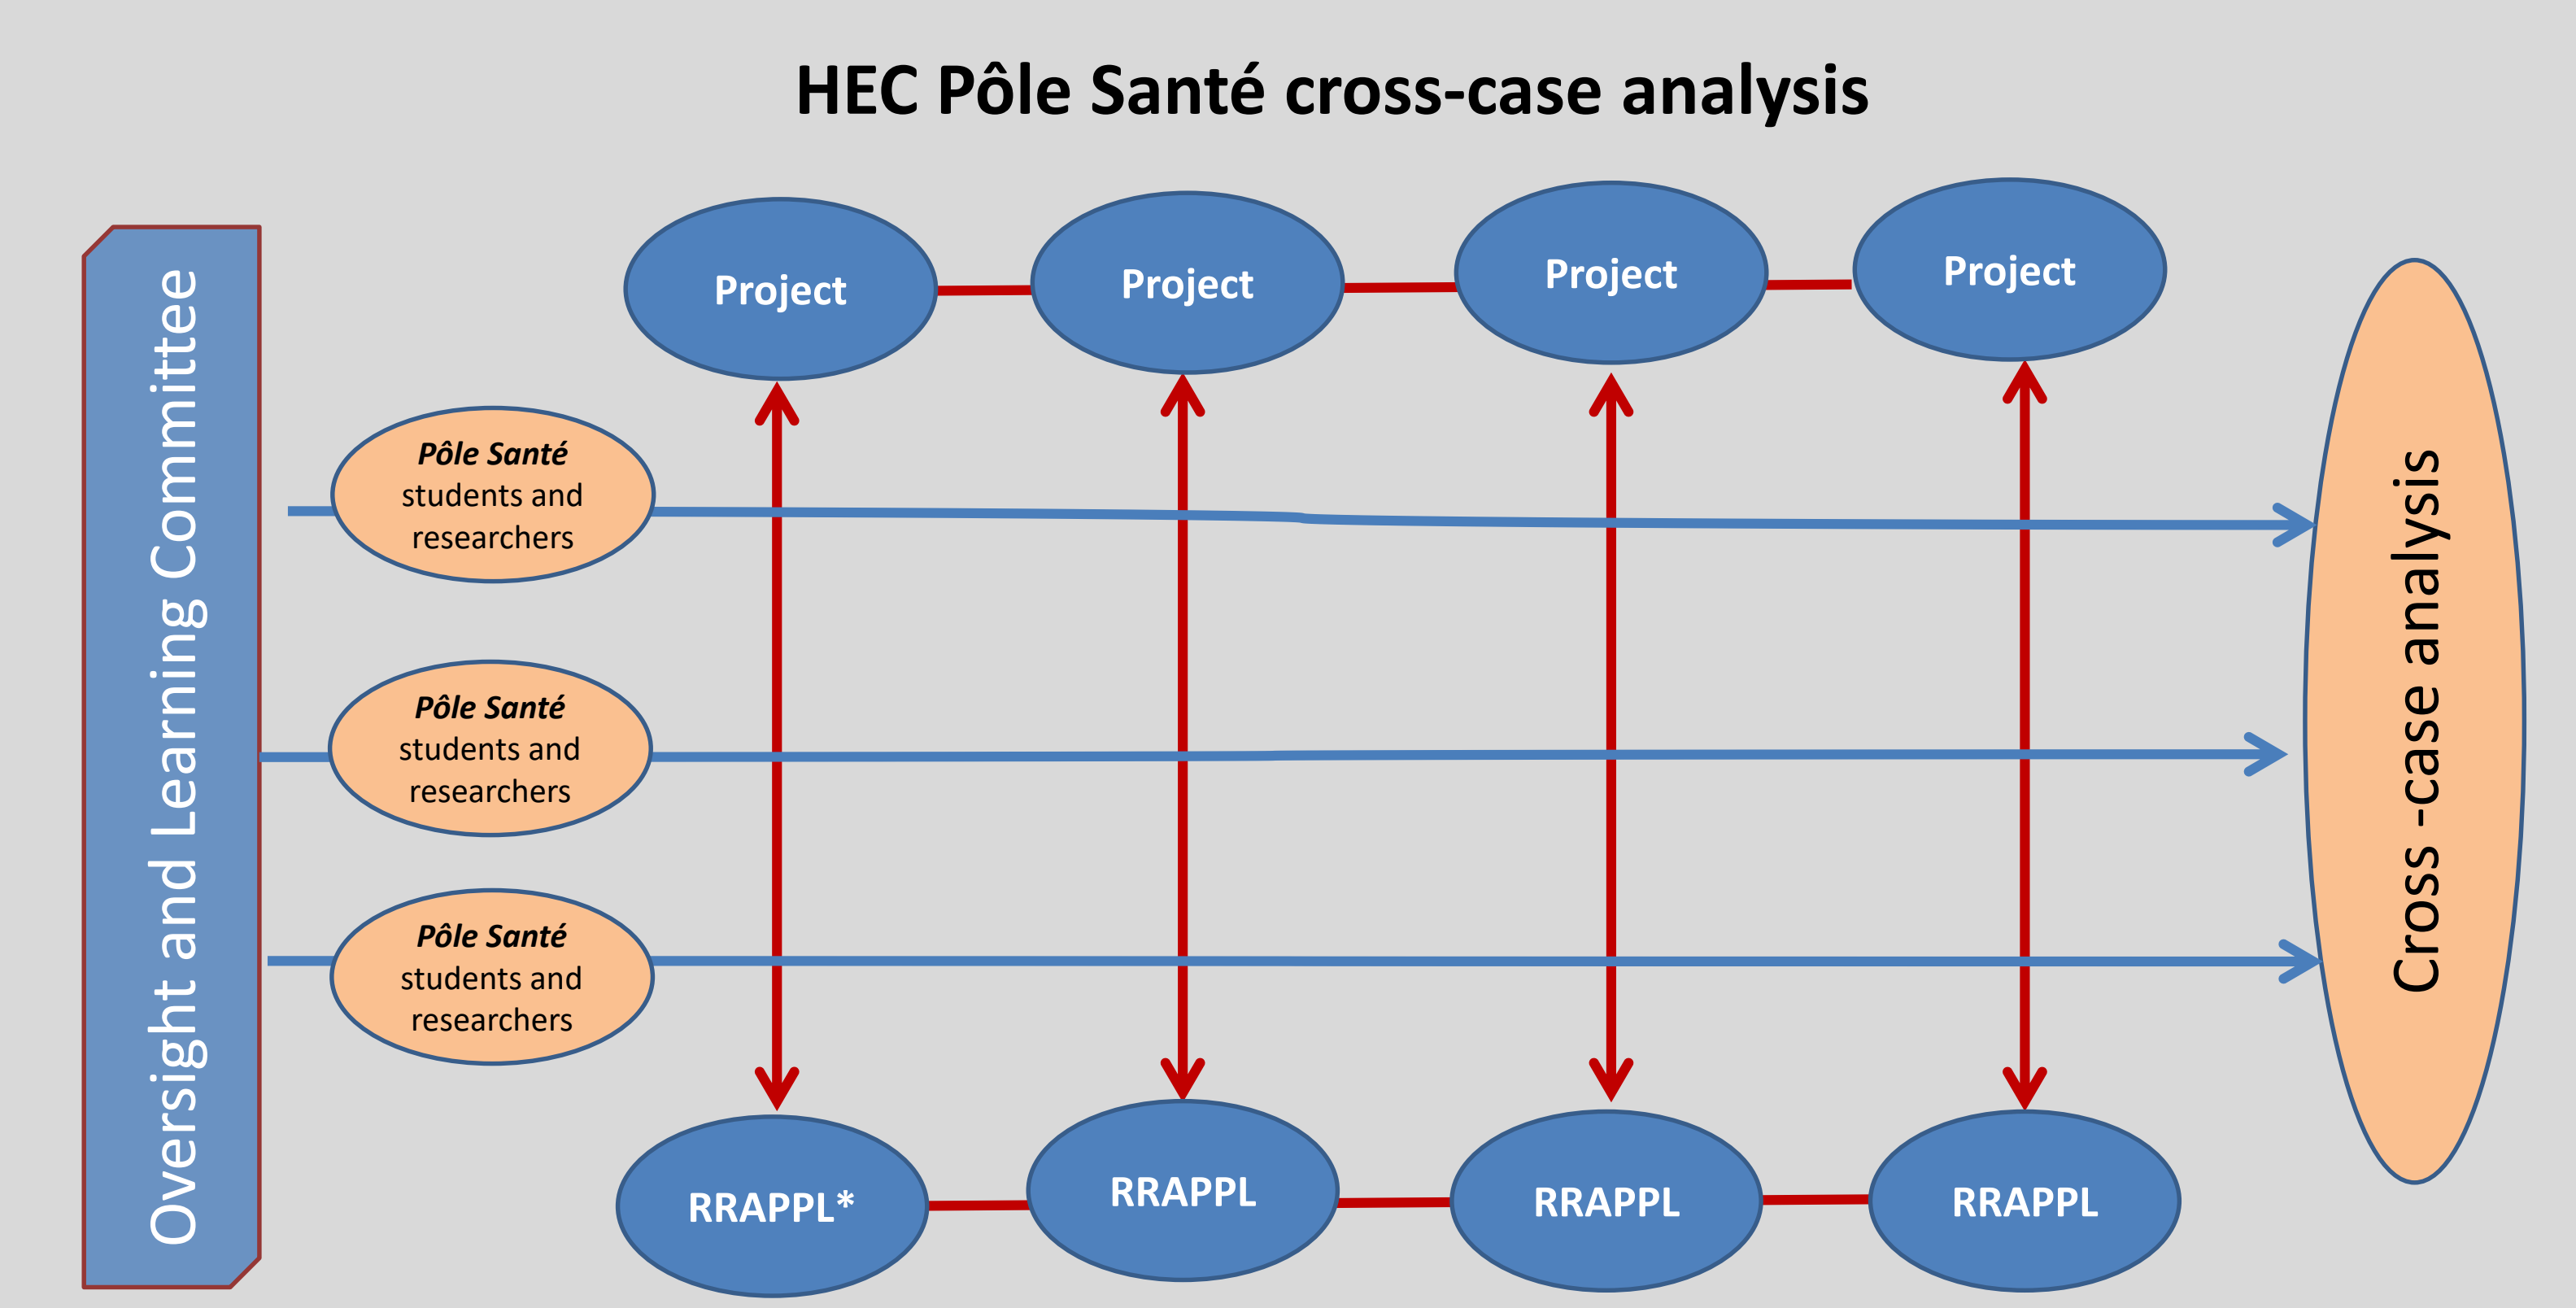 HEC Pôle Santé cross-case analysis
Oversight and Learning Committee
Project
Project
Project
Project
Pôle Santé
students and
researchers
Pôle Santé
students and
researchers
Pôle Santé
students and
researchers
RRAPPL*
RRAPPL
RRAPPL
RRAPPL
Cross -case analysis